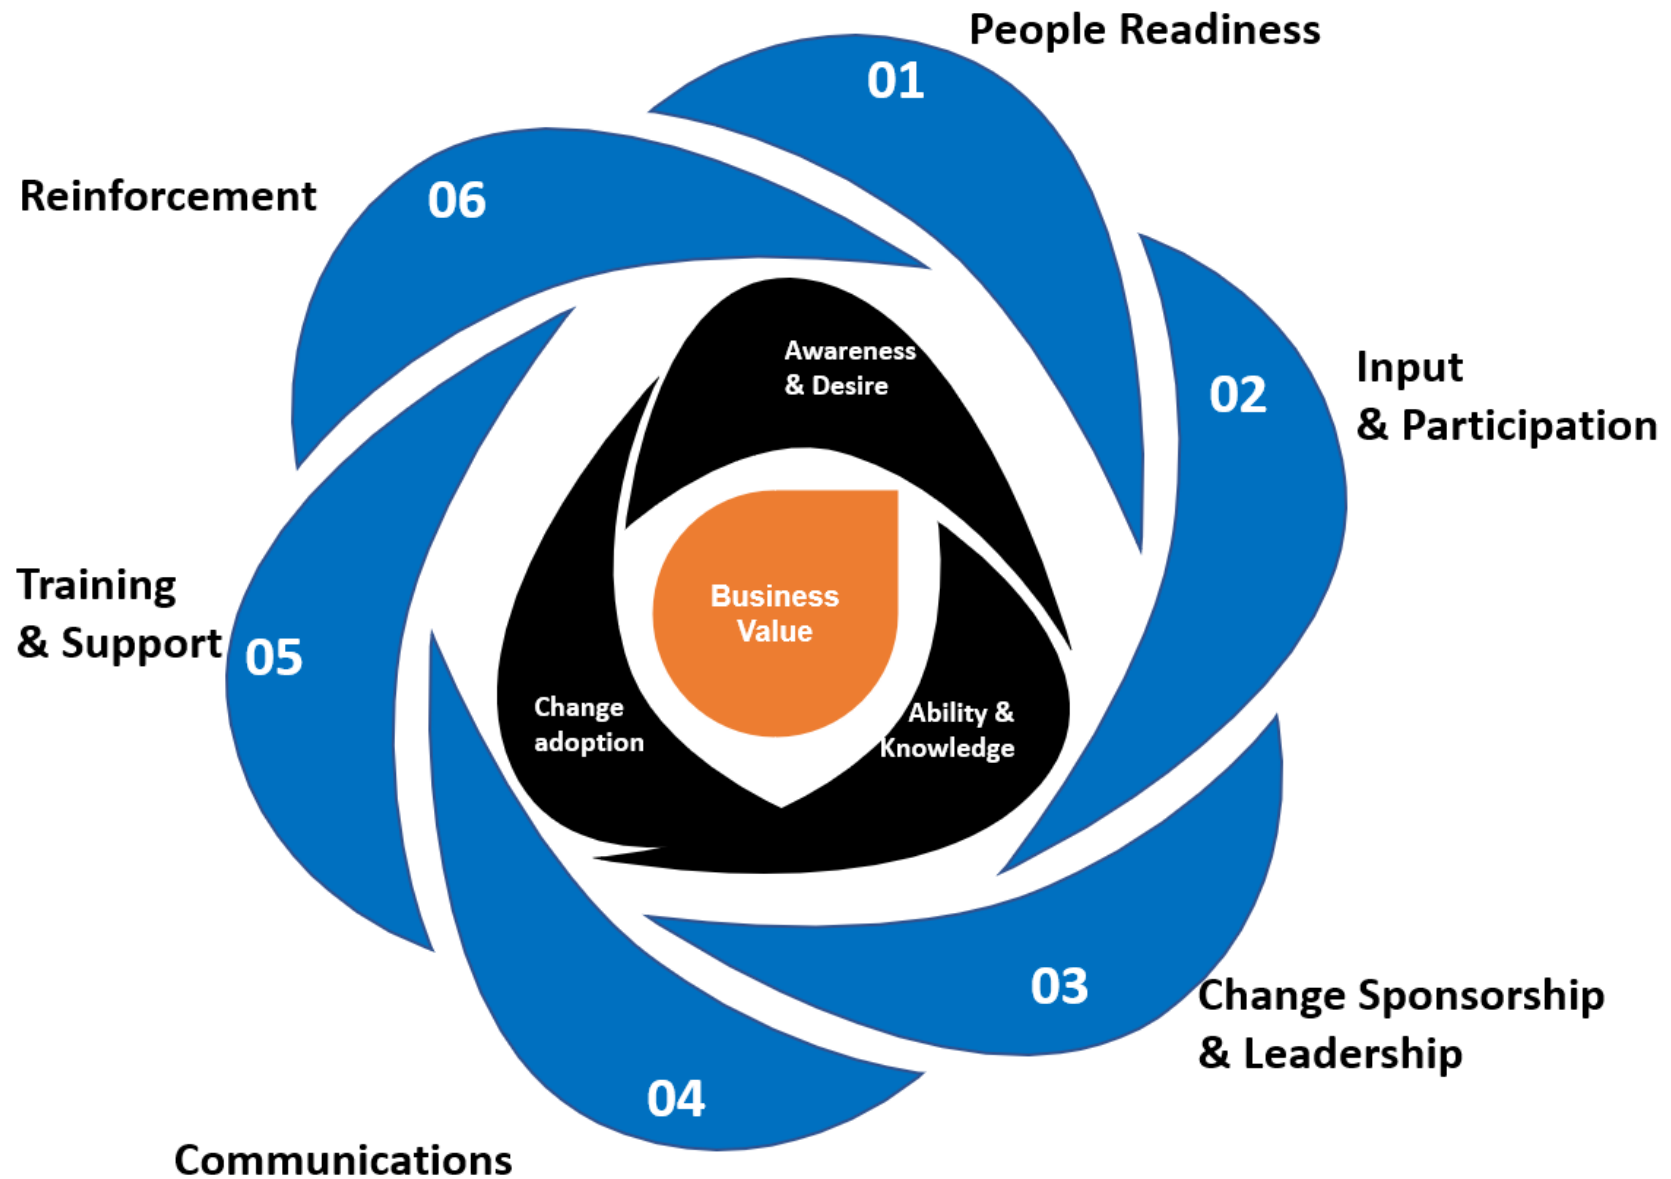 People Readiness
01
Reinforcement
06
Input
& Participation
02
Awareness
& Desire
Business
Value
Training
& Support
05
Change
adoption
Ability &
Knowledge
03
Change Sponsorship
& Leadership
04
Communications